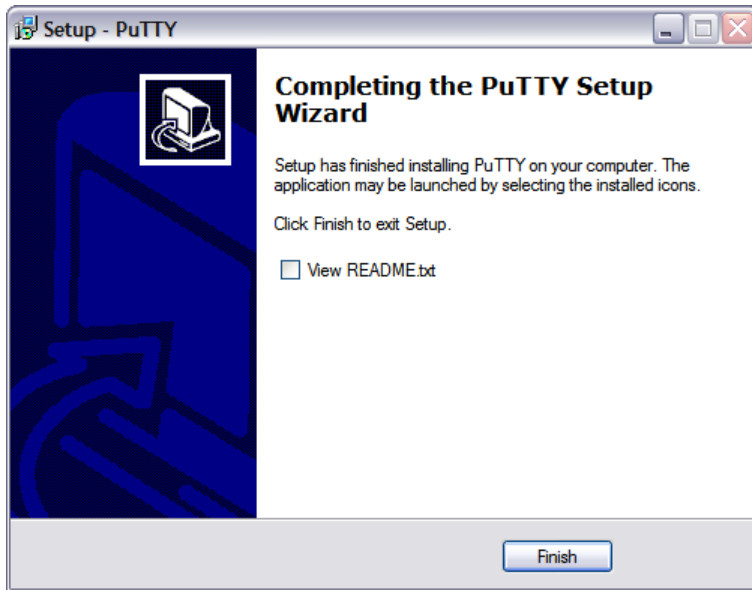 Setup - PuTTY
Completing the PuTTY Setup
Wizard
Setup has finished installing PuTTY on your computer. The
application may be launched by selecting the installed icons.
Click Finish to exit Setup.
View README.txt
Finish